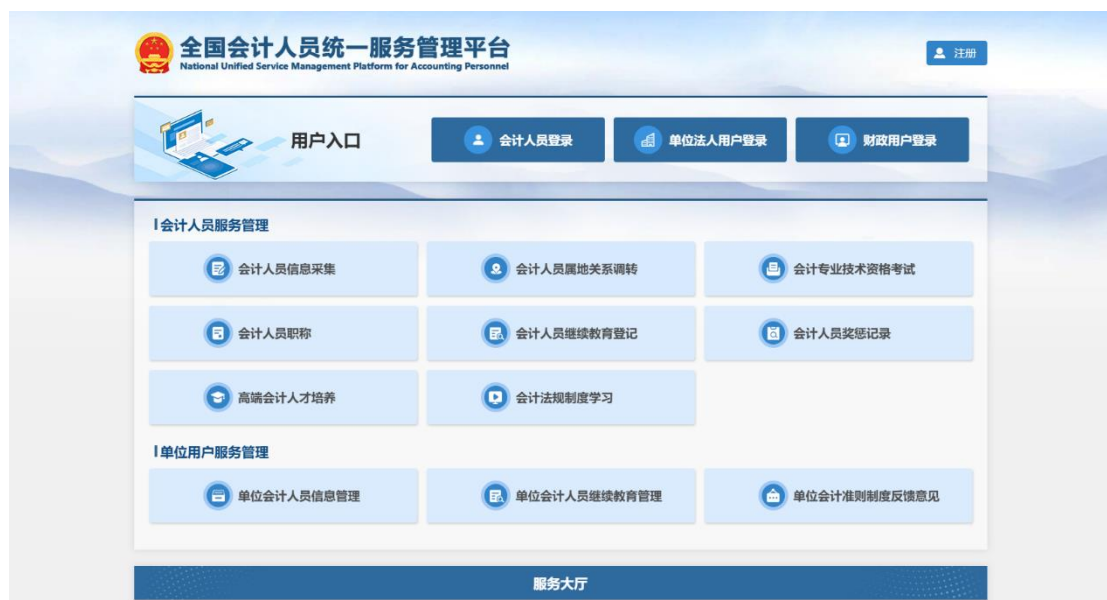 全国会计人员统一服务管理平台
National Unified Service Management Platform for Accounting Personnel
注册
用户入口
会计人员登录
单位法人用户登录
财政用户登录
会计人员服务管理
会计人员信息采集
会计人员属地关系调转
会计专业技术资格考试
会计人员职称
会计人员继续教育登记
会计人员奖惩记录
高端会计人才培养
会计法规制度学习
单位用户服务管理
单位会计人员信息管理
单位会计人员继续教育管理
单位会计准则制度反馈意见
服务大厅